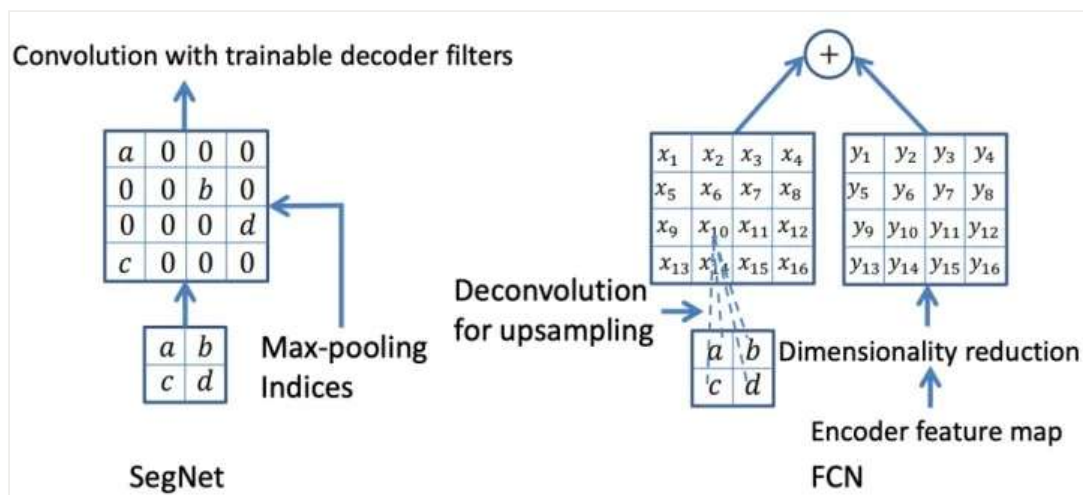 Convolution with trainable decoder filters
a 0 0 0
0 0 b 0
0 0 0 d
c 0 0 0
a b
c d
Max-pooling
Indices
SegNet
+
x₁ x₂ x₃ x₄
x₅ x₆ x₇ x₈
x₉ x₁₀ x₁₁ x₁₂
x₁₃ x₁₄ x₁₅ x₁₆
y₁ y₂ y₃ y₄
y₅ y₆ y₇ y₈
y₉ y₁₀ y₁₁ y₁₂
y₁₃ y₁₄ y₁₅ y₁₆
Deconvolution
for upsampling
a b
c d
Dimensionality reduction
Encoder feature map
FCN